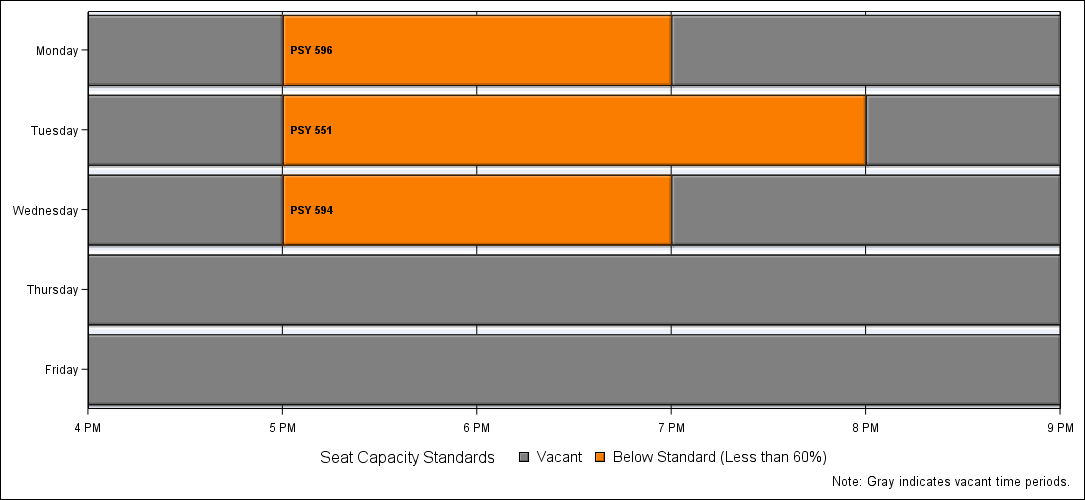 Monday
PSY 596
Tuesday
PSY 551
Wednesday
PSY 594
Thursday
Friday
4 PM 5 PM 6 PM 7 PM 8 PM 9 PM
Seat Capacity Standards Vacant Below Standard (Less than 60%)
Note: Gray indicates vacant time periods.